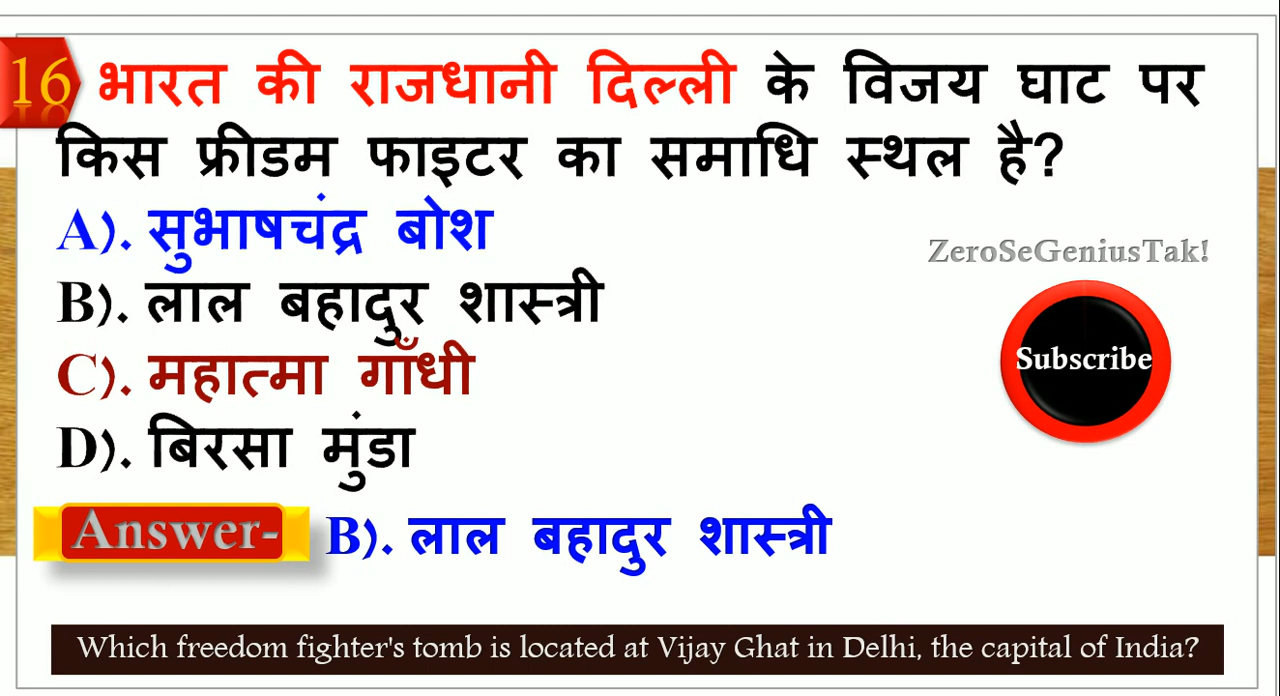 16 भारत की राजधानी दिल्ली के विजय घाट पर
किस फ्रीडम फाइटर का समाधि स्थल है?
A). सुभाषचंद्र बोश
ZeroSeGeniusTak!
B). लाल बहादुर शास्त्री
Subscribe
C). महात्मा गाँधी
D). बिरसा मुंडा
Answer- B). लाल बहादुर शास्त्री
Which freedom fighter's tomb is located at Vijay Ghat in Delhi, the capital of India?